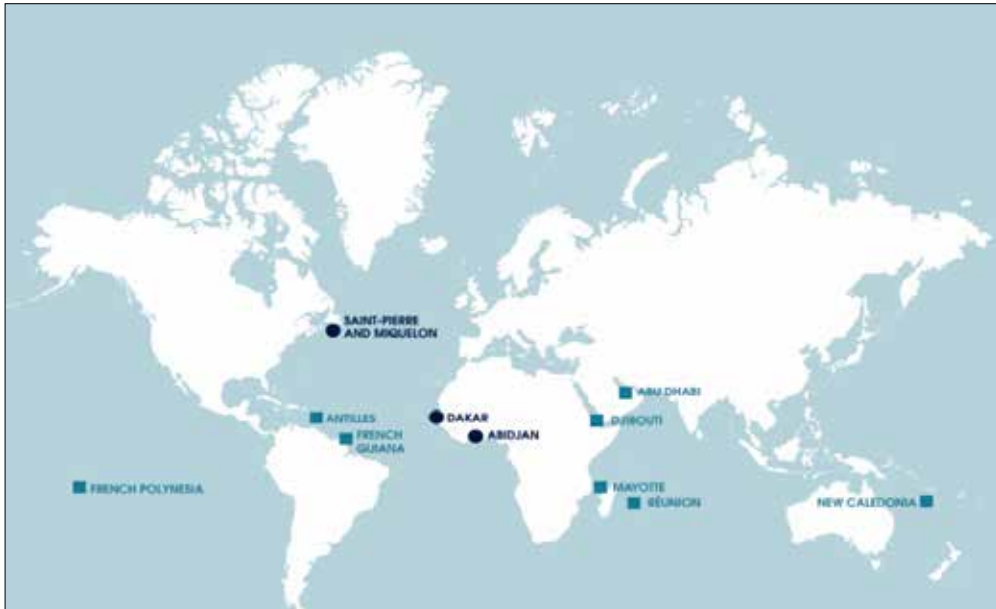 SAINT-PIERRE
AND MIQUELON
ABU DHABI
ANTILLES
DAKAR
DJIBOUTI
FRENCH
GUIANA
ABIDJAN
FRENCH POLYNESIA
MAYOTTE
RÉUNION
NEW CALEDONIA